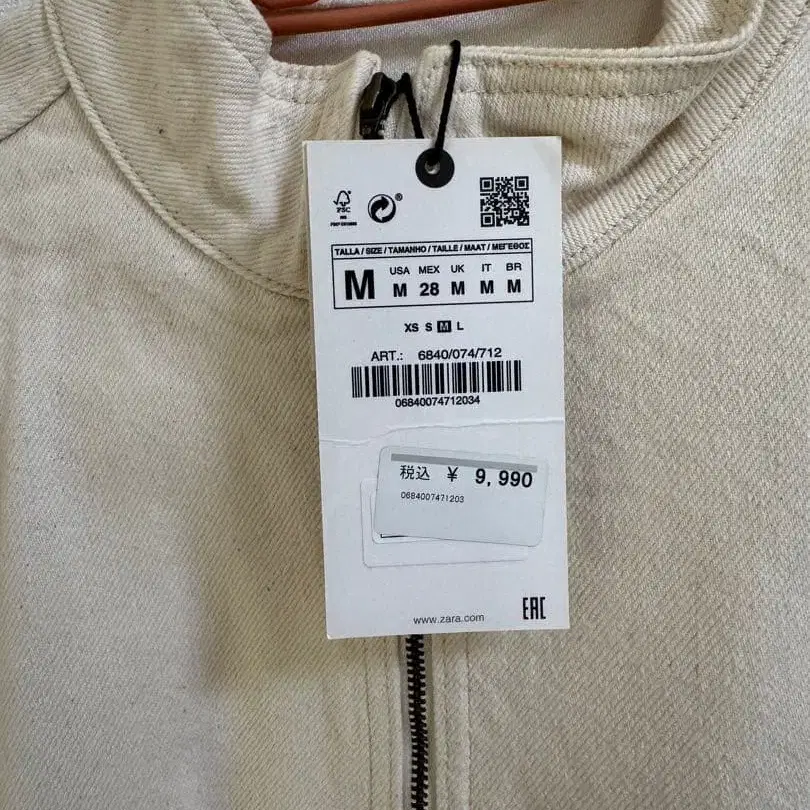 FSC
TALLA / SIZE / TAMANHO / TAILLE / MAAT / ΜΕΓΕΘΟΣ
M
USA MEX UK IT BR
M 28 M M M
XS S M L
ART.: 6840/074/712
06840074712034
税込 ¥ 9,990
0684007471203
www.zara.com
EAC